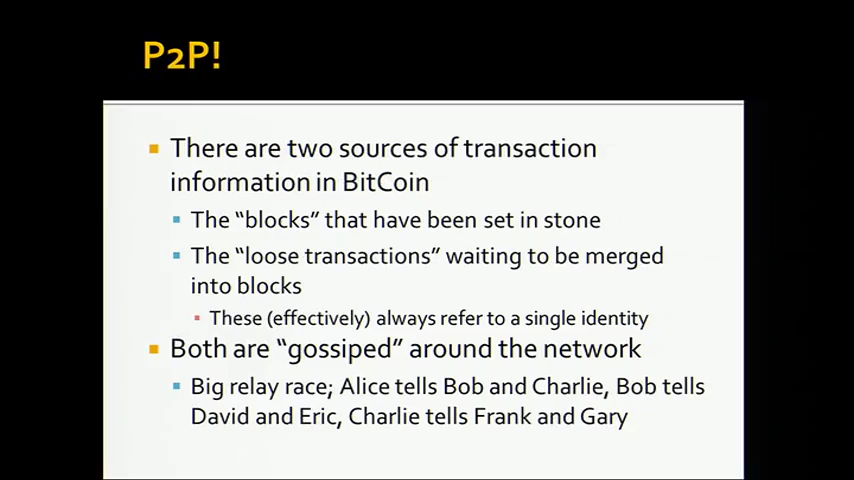 P2P!
There are two sources of transaction
information in BitCoin
The “blocks” that have been set in stone
The “loose transactions” waiting to be merged
into blocks
These (effectively) always refer to a single identity
Both are “gossiped” around the network
Big relay race; Alice tells Bob and Charlie, Bob tells
David and Eric, Charlie tells Frank and Gary